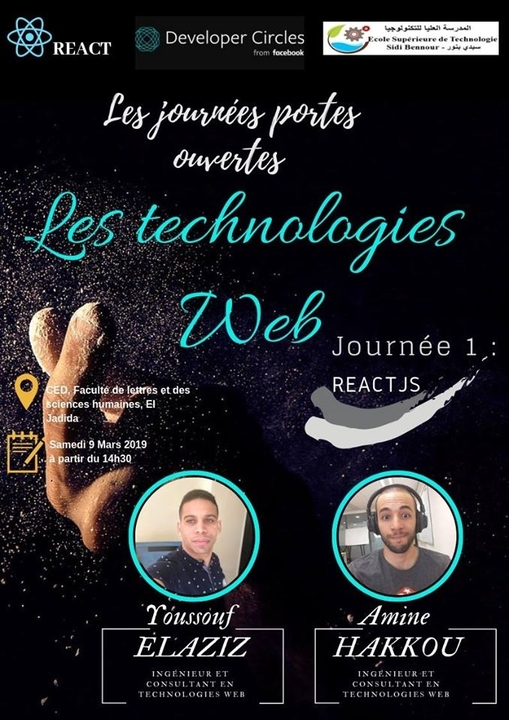 REACT
Developer Circles
from facebook
المدرسة العليا للتكنولوجيا
Ecole Supérieure de Technologie
Sidi Bennour - سيدي بنور
Les journées portes
ouvertes
Les technologies
Web
Journée 1 :
REACTJS
CED, Faculté de lettres et des
sciences humaines, El
Jadida
Samedi 9 Mars 2019
à partir du 14h30
Youssouf
ELAZIZ
INGÉNIEUR ET
CONSULTANT EN
TECHNOLOGIES WEB
Amine
HAKKOU
INGÉNIEUR ET
CONSULTANT EN
TECHNOLOGIES WEB